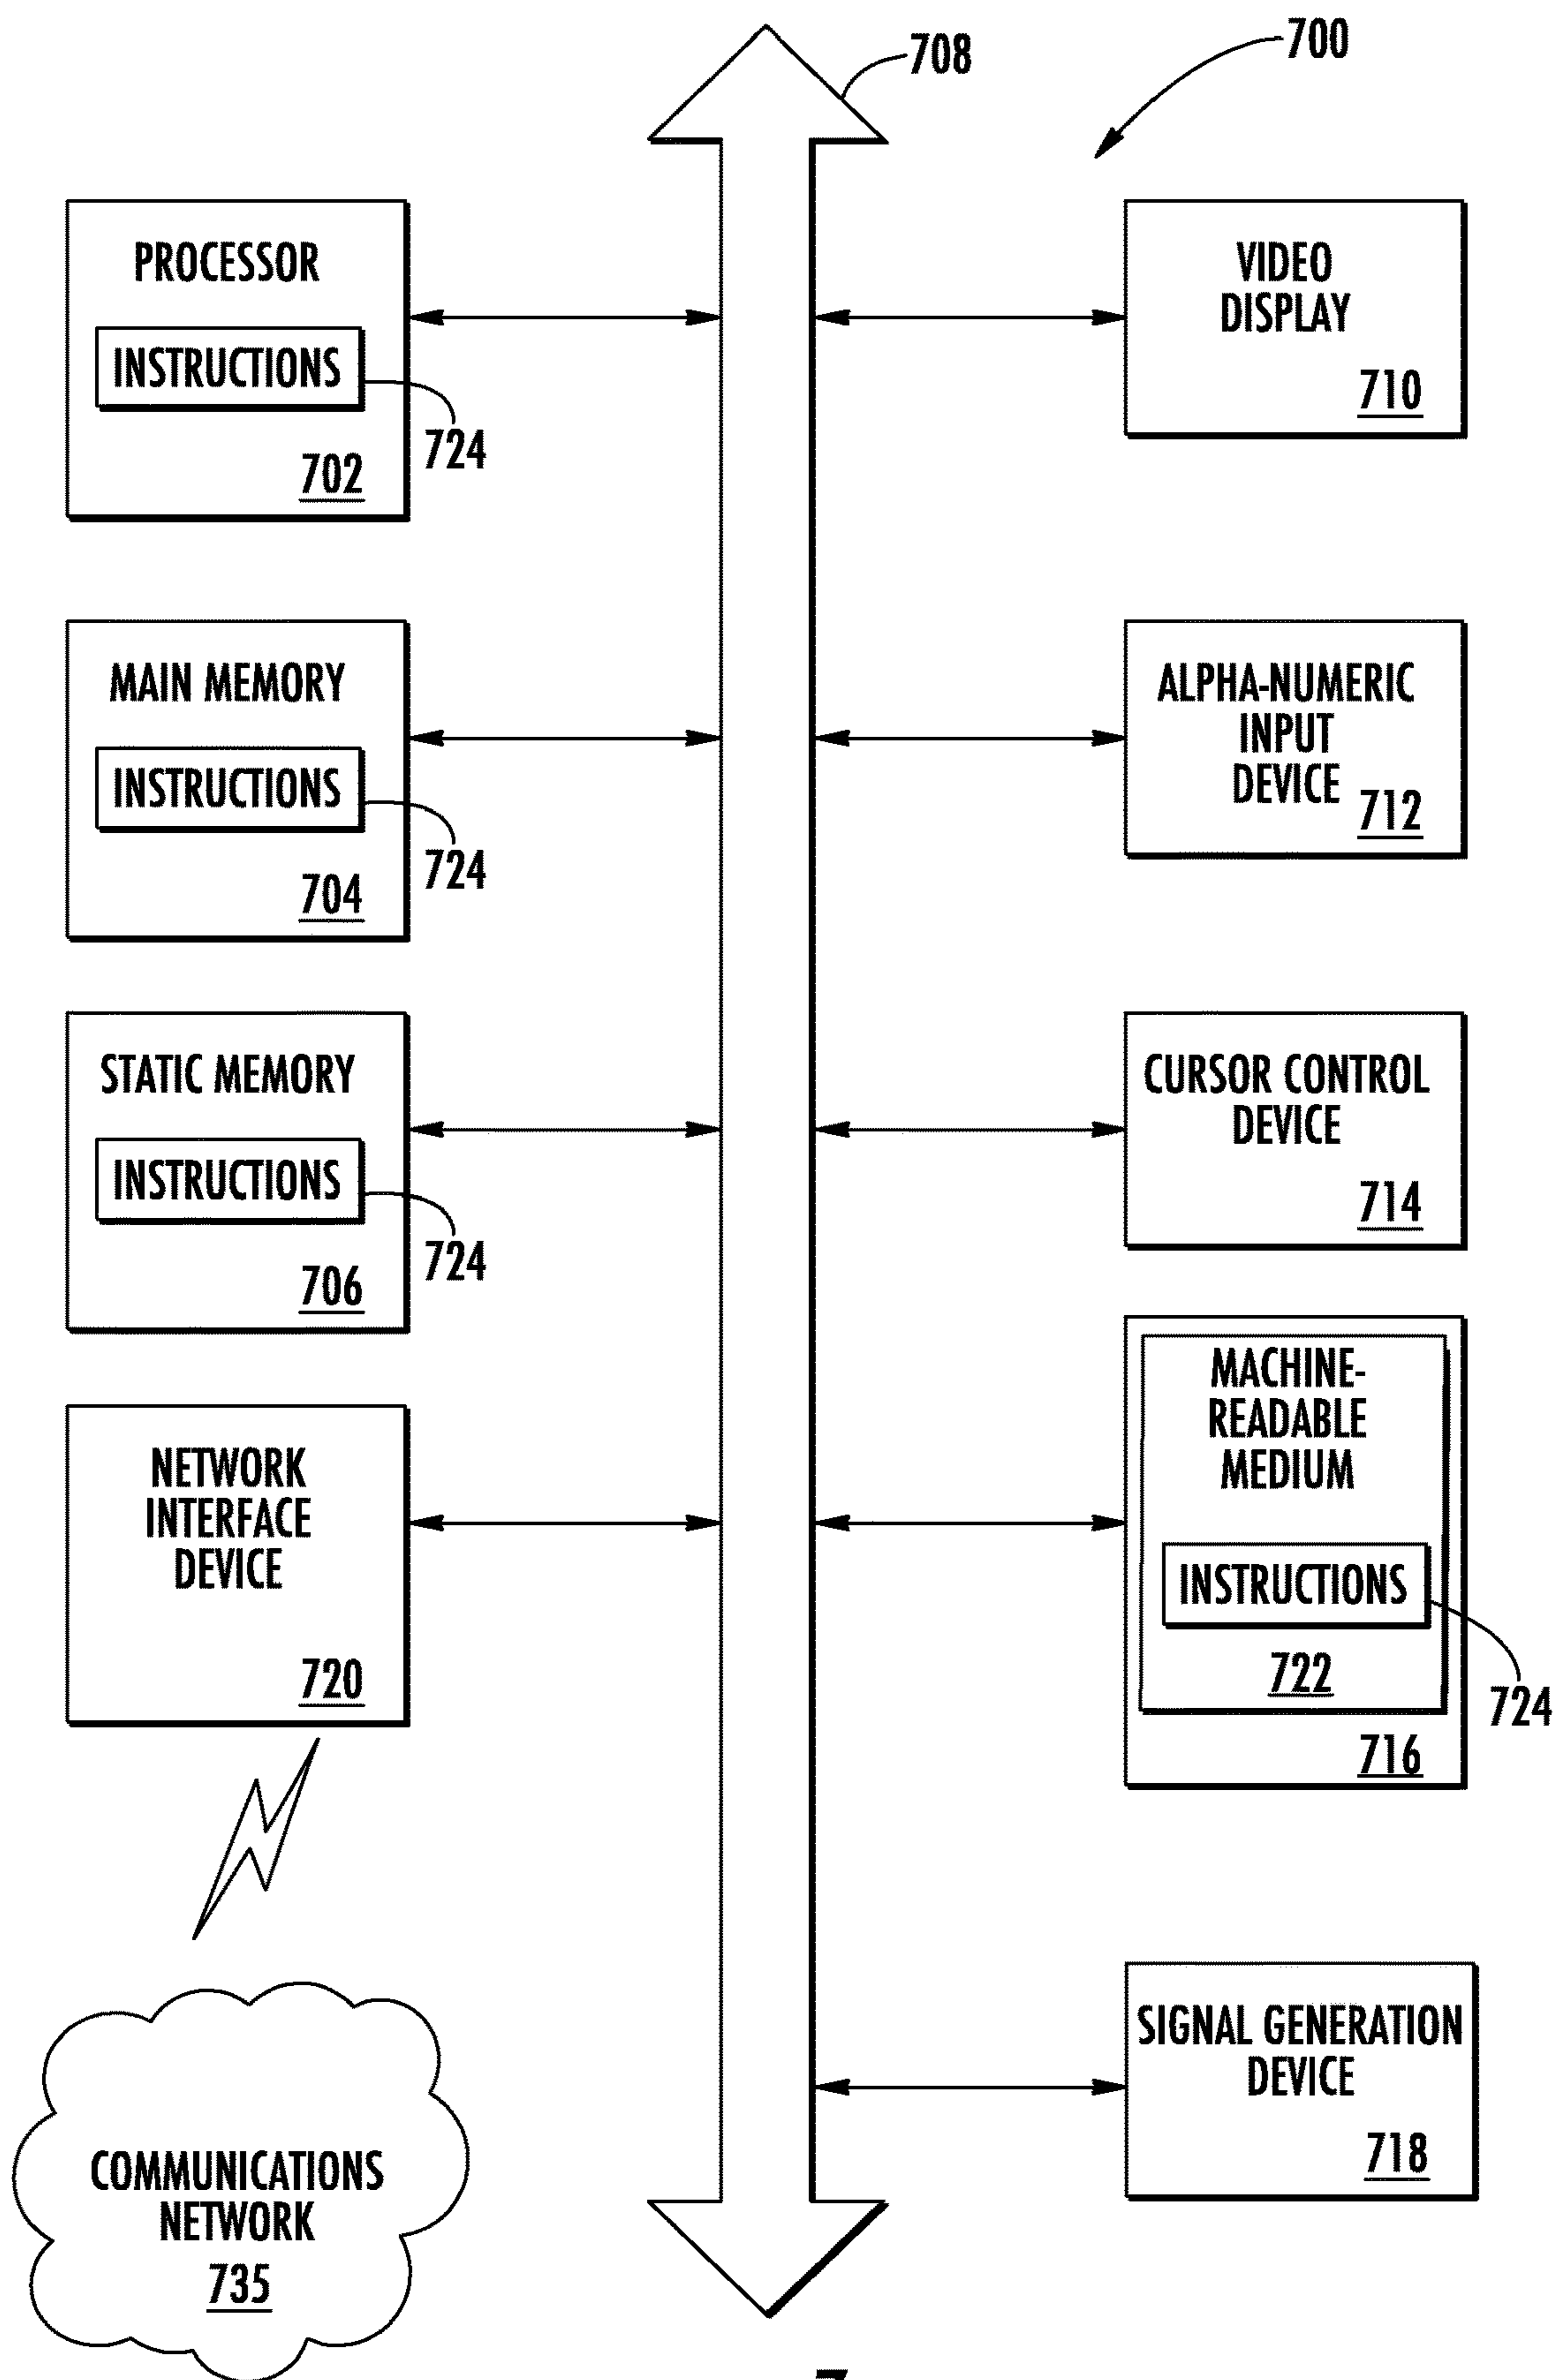 708
700
PROCESSOR
INSTRUCTIONS
724
702
VIDEO
DISPLAY
710
MAIN MEMORY
INSTRUCTIONS
724
704
ALPHA-NUMERIC
INPUT
DEVICE
712
STATIC MEMORY
INSTRUCTIONS
724
706
CURSOR CONTROL
DEVICE
714
NETWORK
INTERFACE
DEVICE
720
MACHINE-
READABLE
MEDIUM
INSTRUCTIONS
722
724
716
COMMUNICATIONS
NETWORK
735
SIGNAL GENERATION
DEVICE
718